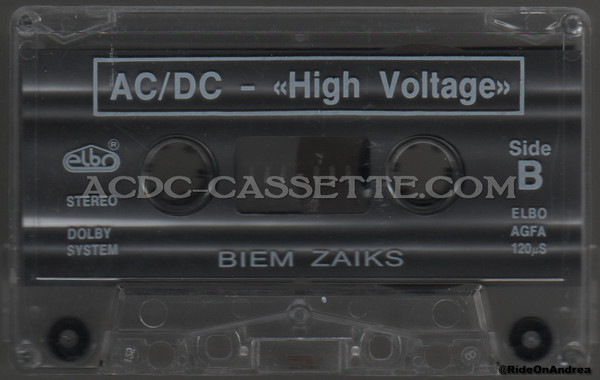 AC/DC - «High Voltage»
elbo®
Side
B
ACDC-CASSETTE.COM
STEREO
ELBO
DOLBY
AGFA
SYSTEM
120µS
BIEM ZAIKS
@RideOnAndrea